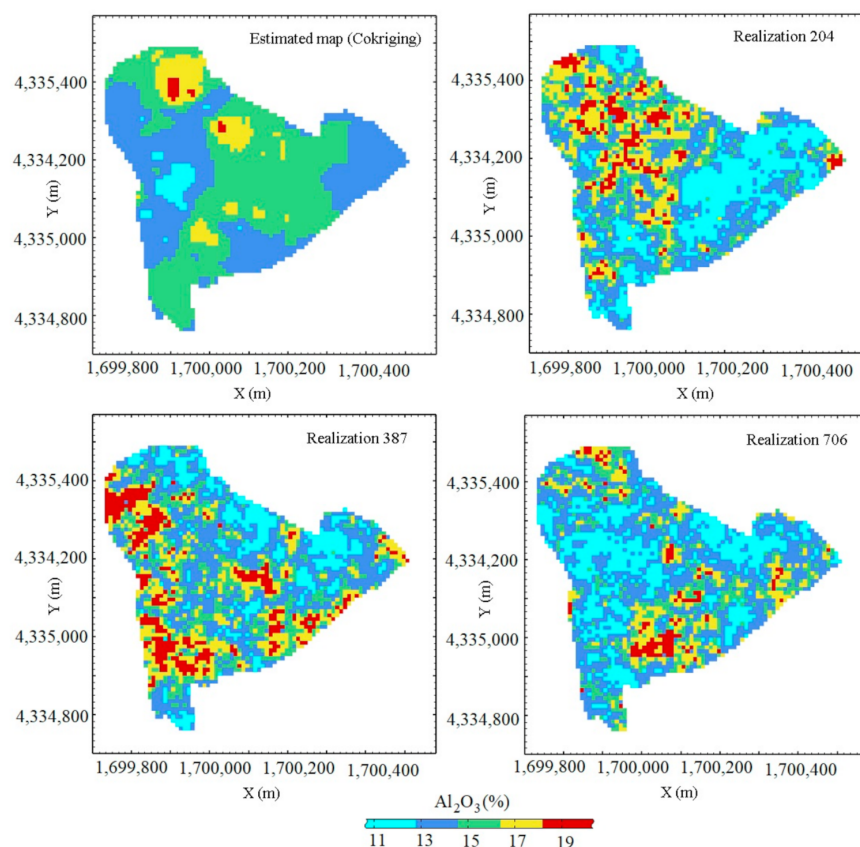 Estimated map (Cokriging)
4,335,400
4,334,200
4,335,000
4,334,800
Y (m)
1,699,800 1,700,000 1,700,200 1,700,400
X (m)
Realization 204
4,335,400
4,334,200
4,335,000
4,334,800
Y (m)
1,699,800 1,700,000 1,700,200 1,700,400
X (m)
Realization 387
4,335,400
4,334,200
4,335,000
4,334,800
Y (m)
1,699,800 1,700,000 1,700,200 1,700,400
X (m)
Realization 706
4,335,400
4,334,200
4,335,000
4,334,800
Y (m)
1,699,800 1,700,000 1,700,200 1,700,400
X (m)
Al₂O₃(%)
11 13 15 17 19